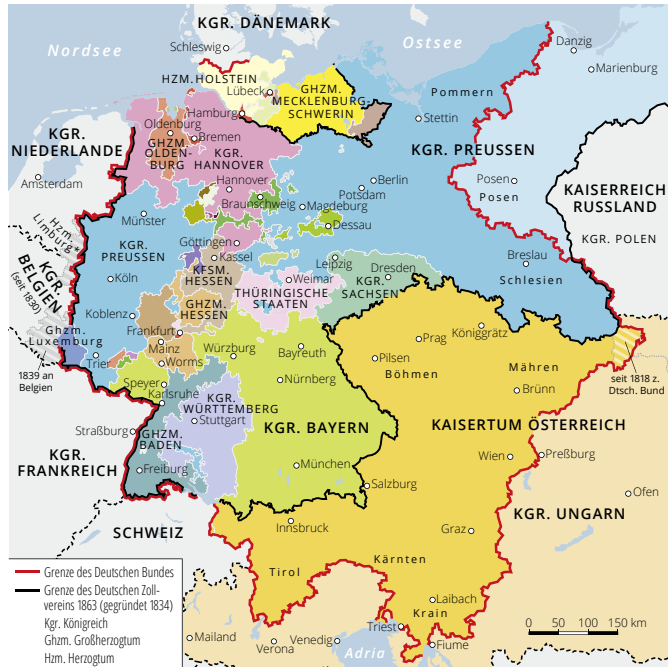 KGR. DÄNEMARK
Nordsee
Ostsee
Schleswig
Danzig
Marienburg
HZM. HOLSTEIN
Lübeck
GHZM.
MECKLENBURG-
SCHWERIN
Pommern
Stettin
Hamburg
Oldenburg
Bremen
GHZM.
OLDEN-
BURG
KGR.
HANNOVER
KGR.
NIEDERLANDE
Amsterdam
KGR. PREUSSEN
Hannover
Braunschweig
Berlin
Potsdam
Magdeburg
Dessau
Posen
Posen
KAISERREICH
RUSSLAND
KGR. POLEN
Hzm.
Limburg*
Münster
KGR.
PREUSSEN
Göttingen
Kassel
KGR.
BELGIEN
(seit 1830)
Köln
KFSM.
HESSEN
Leipzig
Weimar
Dresden
KGR.
SACHSEN
THÜRINGISCHE
STAATEN
Breslau
Schlesien
Koblenz
GHZM.
HESSEN
Ghzm.
Luxemburg
Frankfurt
Mainz
Worms
Trier
1839 an
Belgien
Würzburg
Bayreuth
Nürnberg
Prag
Königgrätz
Pilsen
Böhmen
Mähren
Brünn
seit 1818 z.
Dtsch. Bund
Speyer
Karlsruhe
KGR.
WÜRTTEMBERG
Stuttgart
Straßburg
GHZM.
BADEN
Freiburg
KGR. BAYERN
KAISERTUM ÖSTERREICH
KGR.
FRANKREICH
München
Salzburg
Wien
Preßburg
Ofen
KGR. UNGARN
SCHWEIZ
Innsbruck
Graz
Tirol
Kärnten
Laibach
Krain
Triest
Fiume
Mailand
Verona
Venedig
Adria
Grenze des Deutschen Bundes
Grenze des Deutschen Zoll-
vereins 1863 (gegründet 1834)
Kgr. Königreich
Ghzm. Großherzogtum
Hzm. Herzogtum
0 50 100 150 km